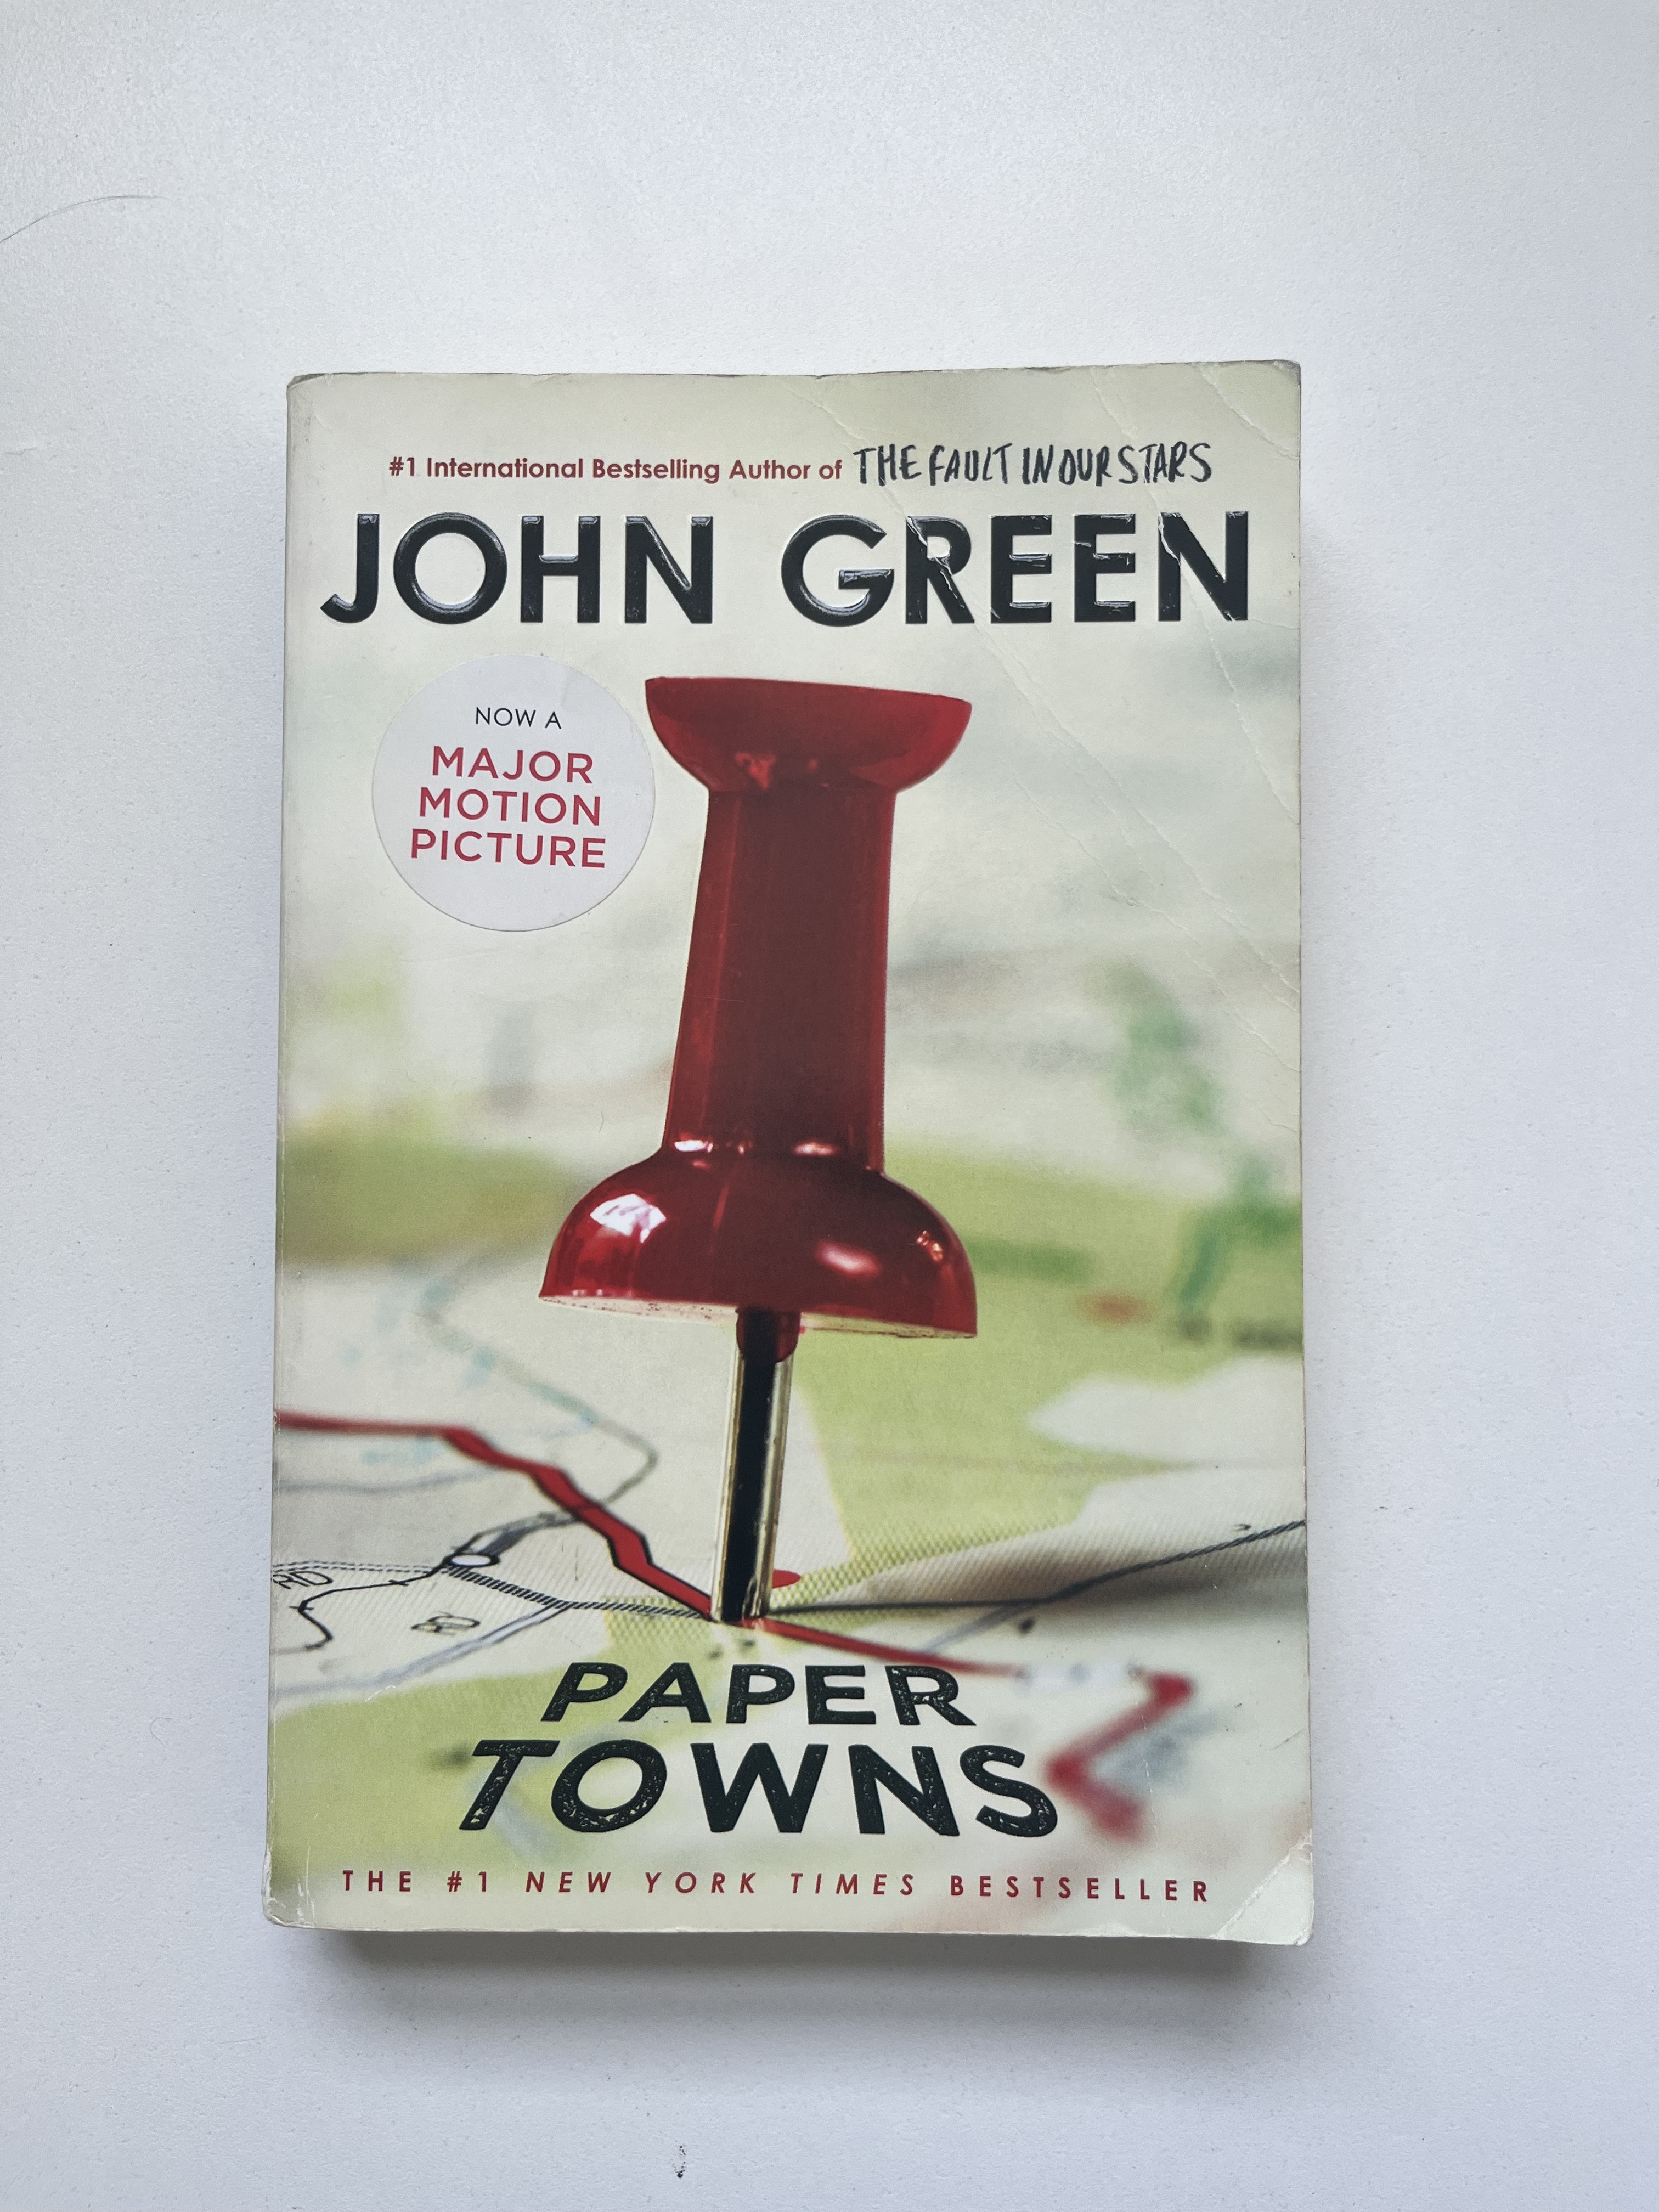 #1 International Bestselling Author of THE FAULT IN OUR STARS
JOHN GREEN
NOW A
MAJOR
MOTION
PICTURE
RD
PAPER
TOWNS
THE #1 NEW YORK TIMES BESTSELLER